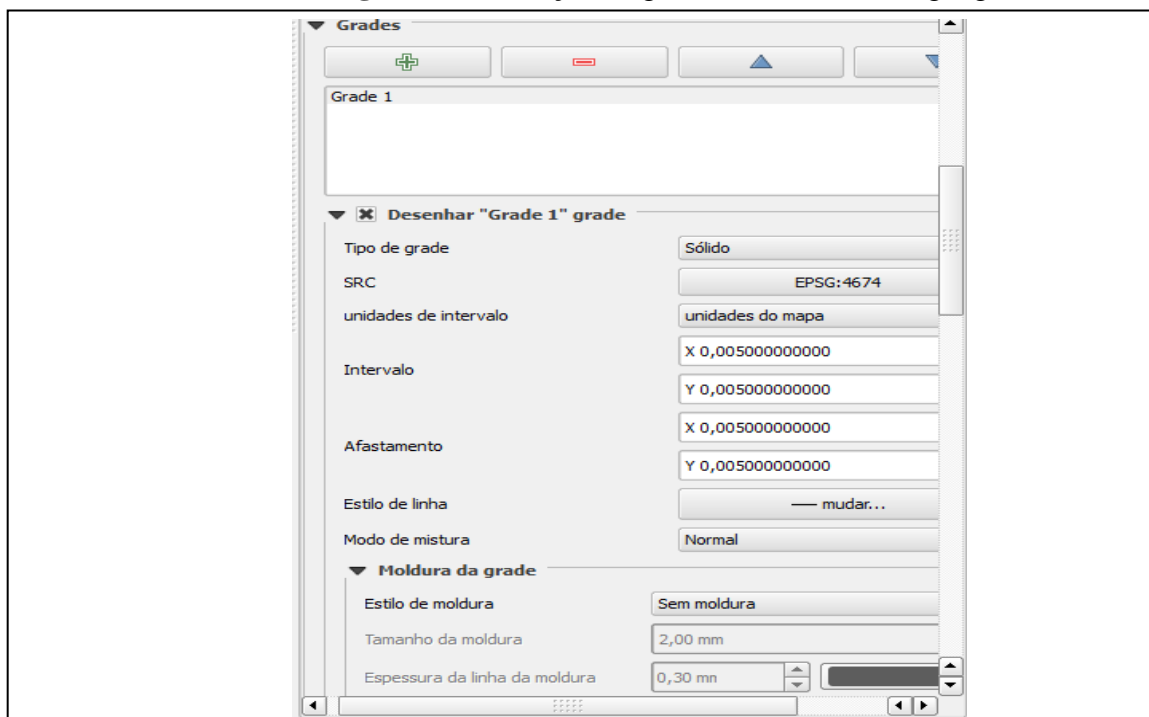 Grades
Grade 1
Desenhar "Grade 1" grade
Tipo de grade Sólido
SRC EPSG:4674
unidades de intervalo unidades do mapa
X 0,005000000000
Intervalo
Y 0,005000000000
X 0,005000000000
Afastamento
Y 0,005000000000
Estilo de linha mudar...
Modo de mistura Normal
Moldura da grade
Estilo de moldura Sem moldura
Tamanho da moldura 2,00 mm
Espessura da linha da moldura 0,30 mn